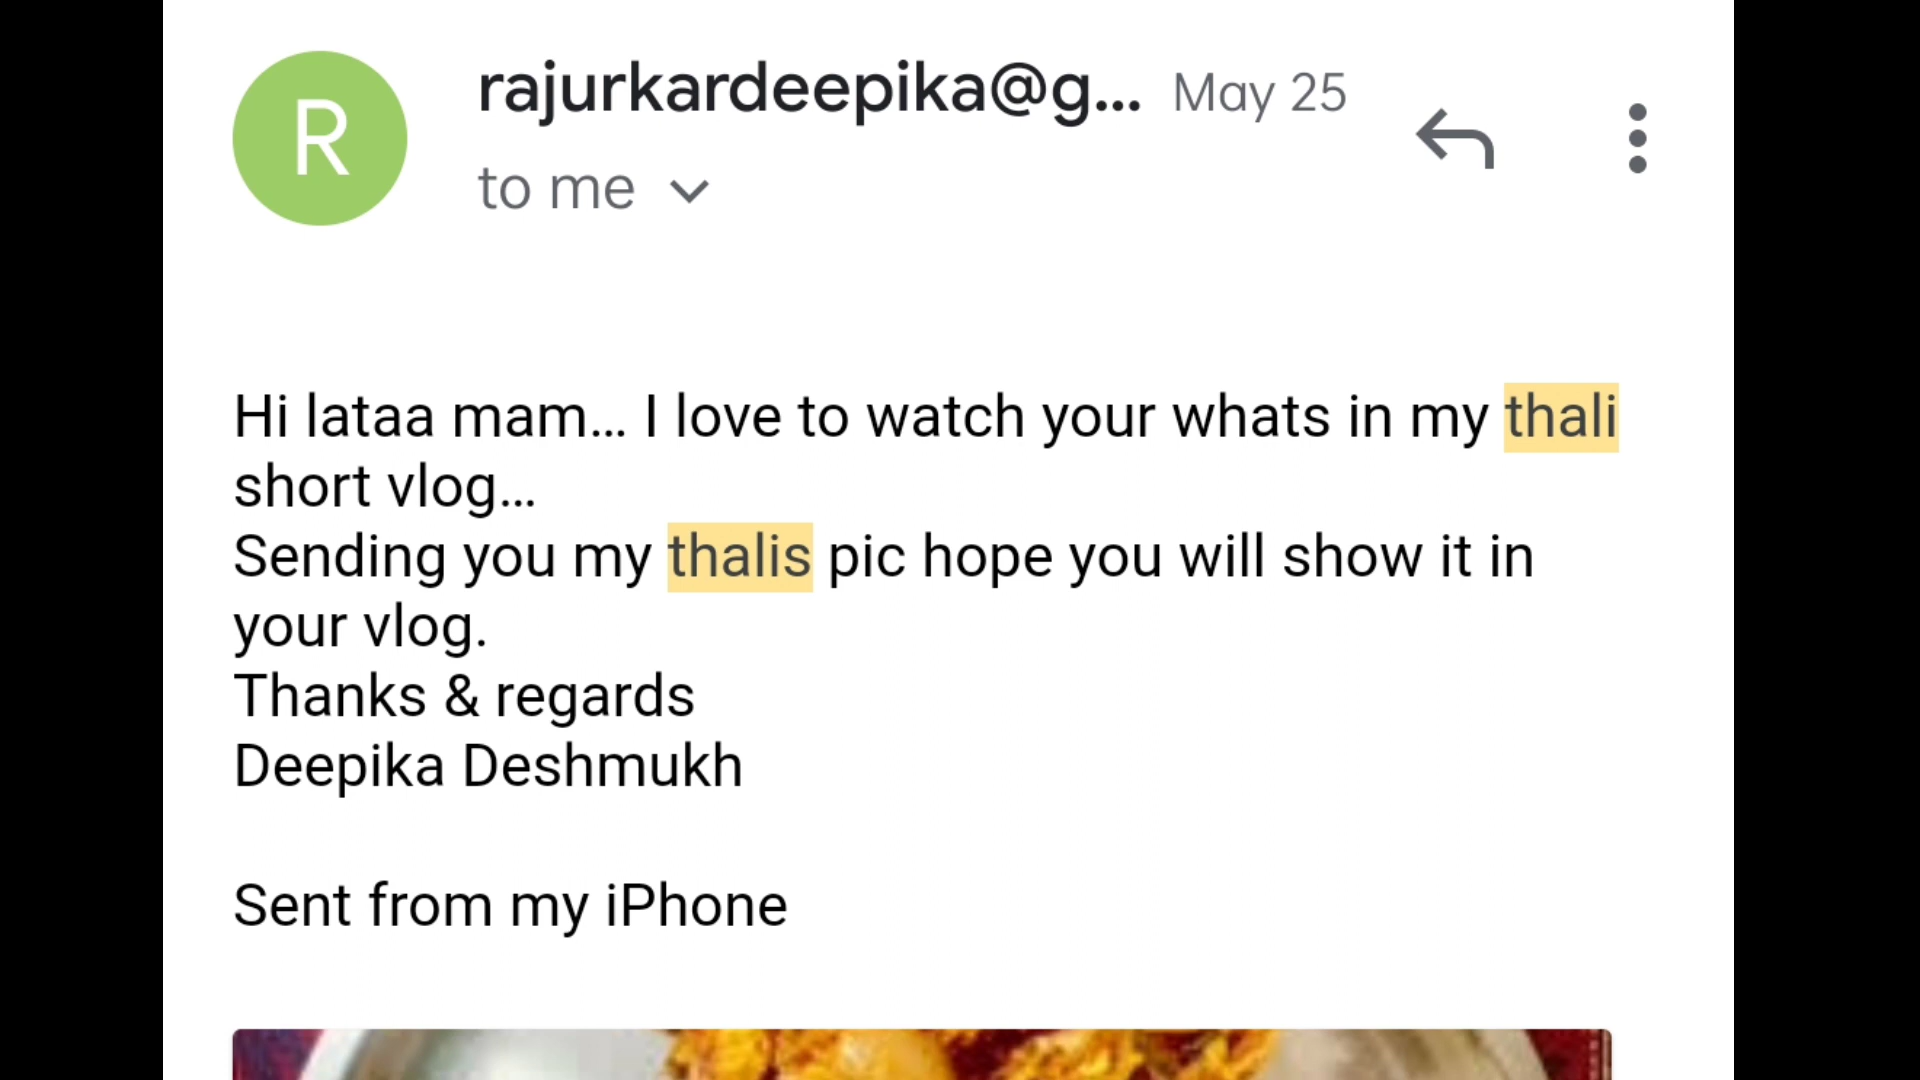 R
rajurkardeepika@g... May 25
to me
Hi lataa mam... I love to watch your whats in my thali
short vlog...
Sending you my thalis pic hope you will show it in
your vlog.
Thanks & regards
Deepika Deshmukh
Sent from my iPhone